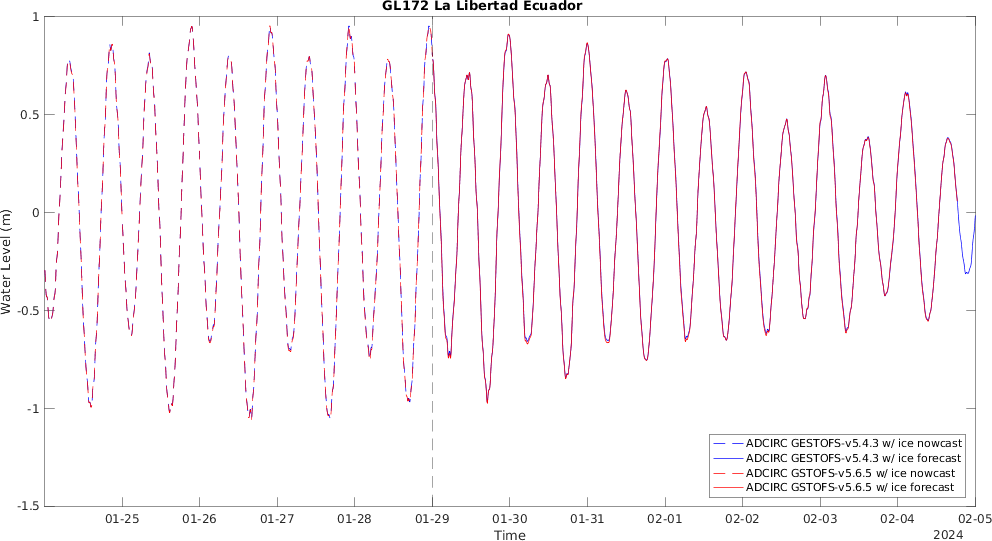 GL172 La Libertad Ecuador
1
0.5
0
-0.5
-1
-1.5
Water Level (m)
ADCIRC GESTOFS-v5.4.3 w/ ice nowcast
ADCIRC GESTOFS-v5.4.3 w/ ice forecast
ADCIRC GSTOFS-v5.6.5 w/ ice nowcast
ADCIRC GSTOFS-v5.6.5 w/ ice forecast
01-25 01-26 01-27 01-28 01-29 01-30 01-31 02-01 02-02 02-03 02-04 02-05
Time
2024